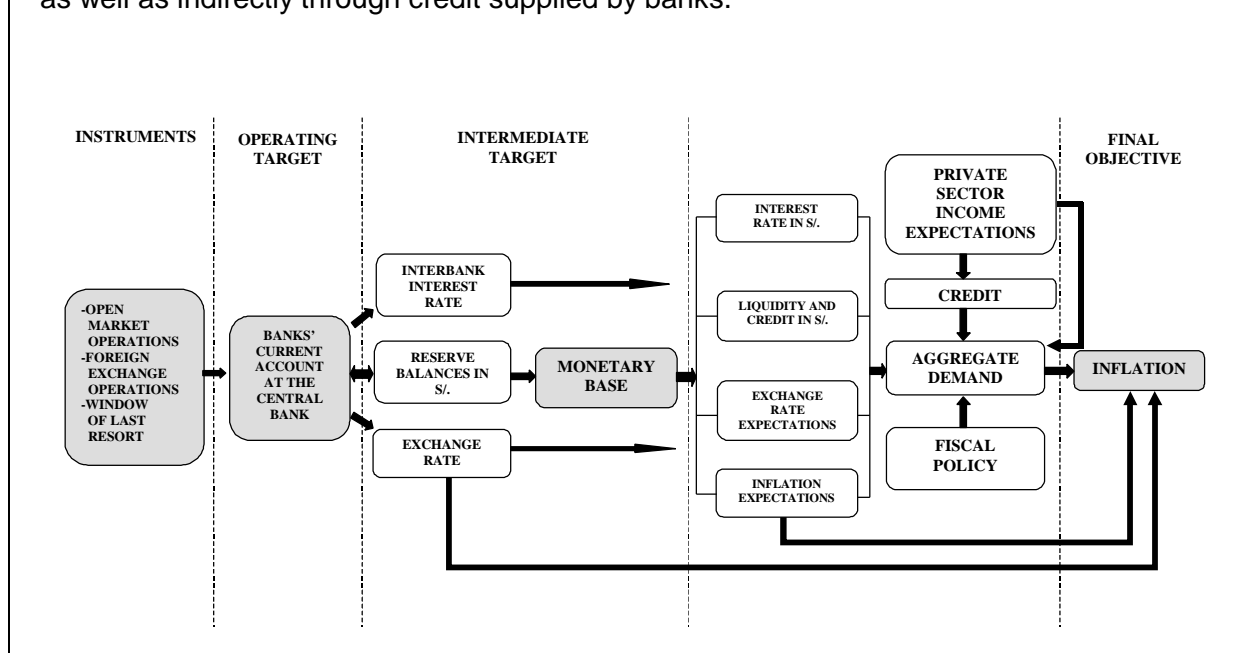 as well as indirectly through credit supplied by banks.
INSTRUMENTS
OPERATING
TARGET
INTERMEDIATE
TARGET
FINAL
OBJECTIVE
-OPEN
MARKET
OPERATIONS
-FOREIGN
EXCHANGE
OPERATIONS
-WINDOW
OF LAST
RESORT
BANKS'
CURRENT
ACCOUNT
AT THE
CENTRAL
BANK
INTERBANK
INTEREST
RATE
RESERVE
BALANCES IN
S/.
EXCHANGE
RATE
MONETARY
BASE
INTEREST
RATE IN S/.
LIQUIDITY AND
CREDIT IN S/.
EXCHANGE
RATE
EXPECTATIONS
INFLATION
EXPECTATIONS
PRIVATE
SECTOR
INCOME
EXPECTATIONS
CREDIT
AGGREGATE
DEMAND
FISCAL
POLICY
INFLATION